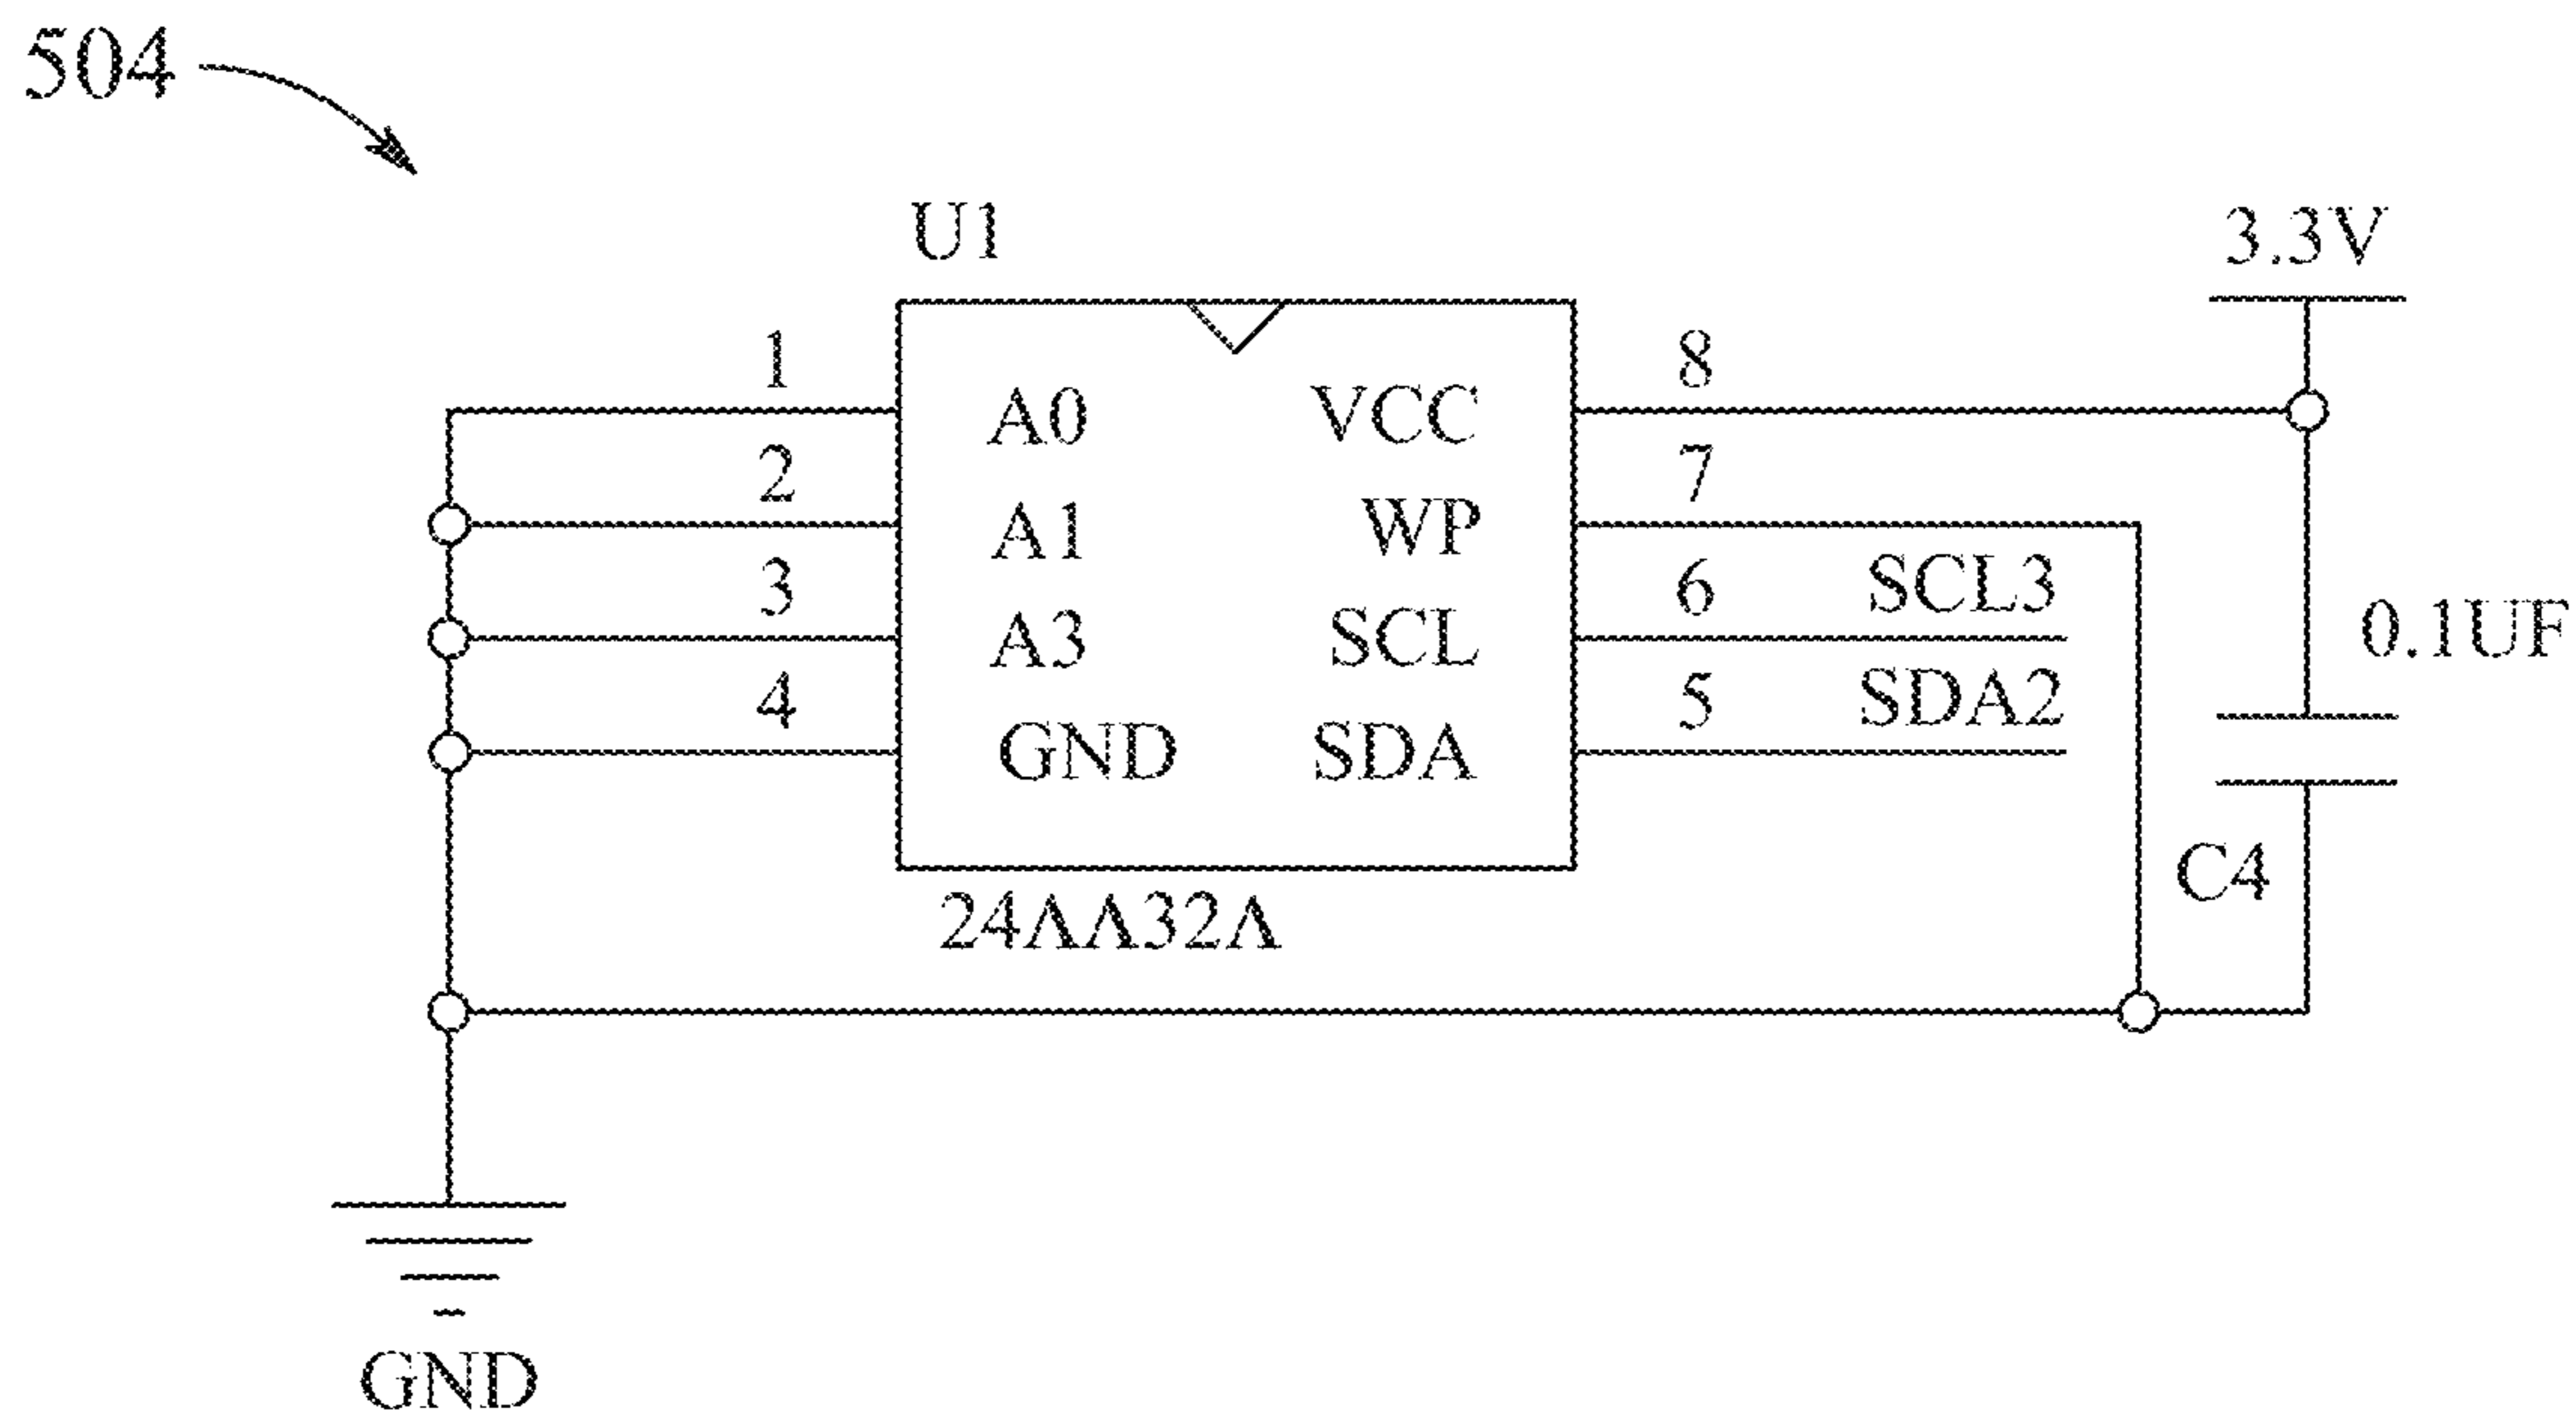 504
U1
3.3V
1 A0 VCC 8
2 A1 WP 7
3 A3 SCL 6 SCL3
0.1UF
4 GND SDA 5 SDA2
C4
24AA32A
GND